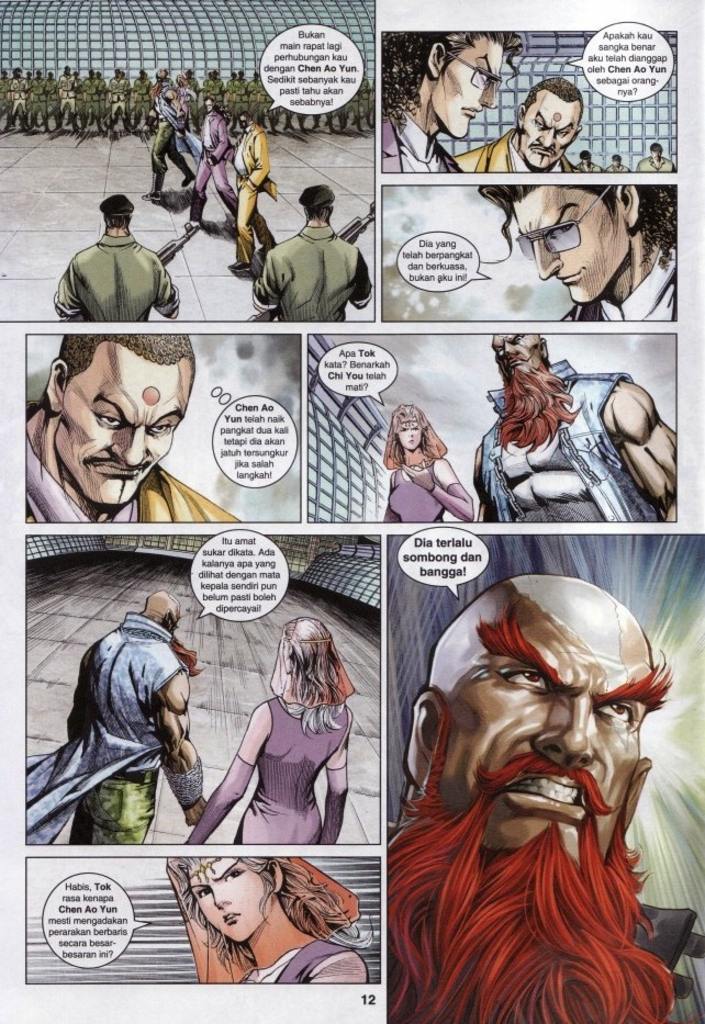 Bukan
main rapat lagi
perhubungan kau
dengan Chen Ao Yun.
Sedikit sebanyak kau
pasti tahu akan
sebabnya!
Apakah kau
sangka benar
aku telah dianggap
oleh Chen Ao Yun
sebagai orang-
nya?
Dia yang
telah berpangkat
dan berkuasa,
bukan aku ini!
Chen Ao
Yun telah naik
pangkat dua kali
tetapi dia akan
jatuh tersungkur
jika salah
langkah!
Apa Tok
kata? Benarkah
Chi You telah
mati?
Itu amat
sukar dikata. Ada
kalanya apa yang
dilihat dengan mata
kepala sendiri pun
belum pasti boleh
dipercayai!
Dia terlalu
sombong dan
bangga!
Habis, Tok
rasa kenapa
Chen Ao Yun
mesti mengadakan
perarakan berbaris
secara besar-
besaran ini?
12